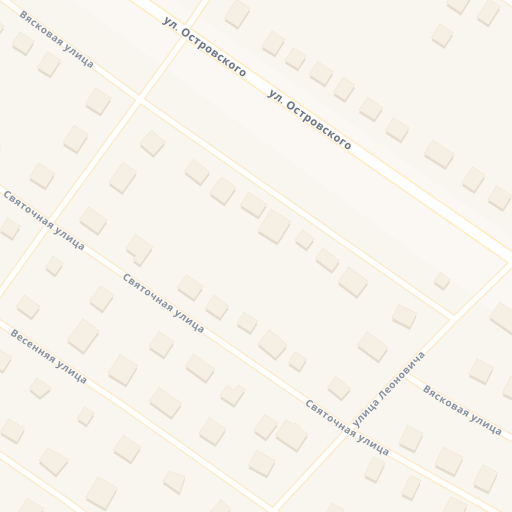 Вясковая улица
ул. Островского
ул. Островского
Святочная улица
Святочная улица
Весенняя улица
улица Леоновича
Вясковая улица
Святочная улица